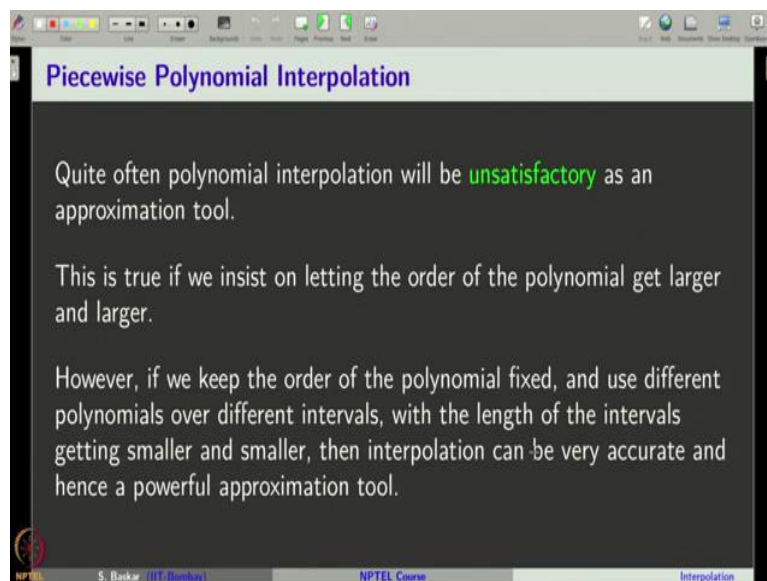 Piecewise Polynomial Interpolation
Quite often polynomial interpolation will be unsatisfactory as an
approximation tool.
This is true if we insist on letting the order of the polynomial get larger
and larger.
However, if we keep the order of the polynomial fixed, and use different
polynomials over different intervals, with the length of the intervals
getting smaller and smaller, then interpolation can be very accurate and
hence a powerful approximation tool.
NPTEL
S. Baskar (IIT-Bombay) NPTEL Course Interpolation